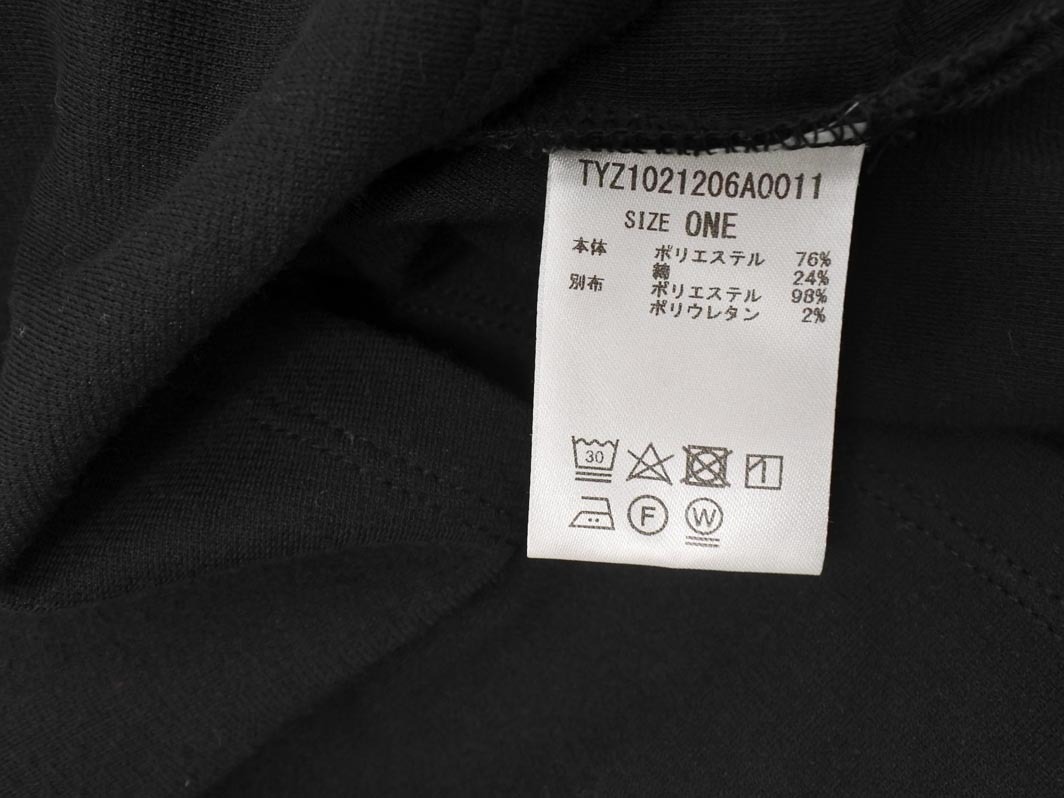 TYZ1021206A0011
SIZE ONE
本体 ポリエステル 76%
綿 24%
別布 ポリエステル 98%
ポリウレタン 2%
30
F W